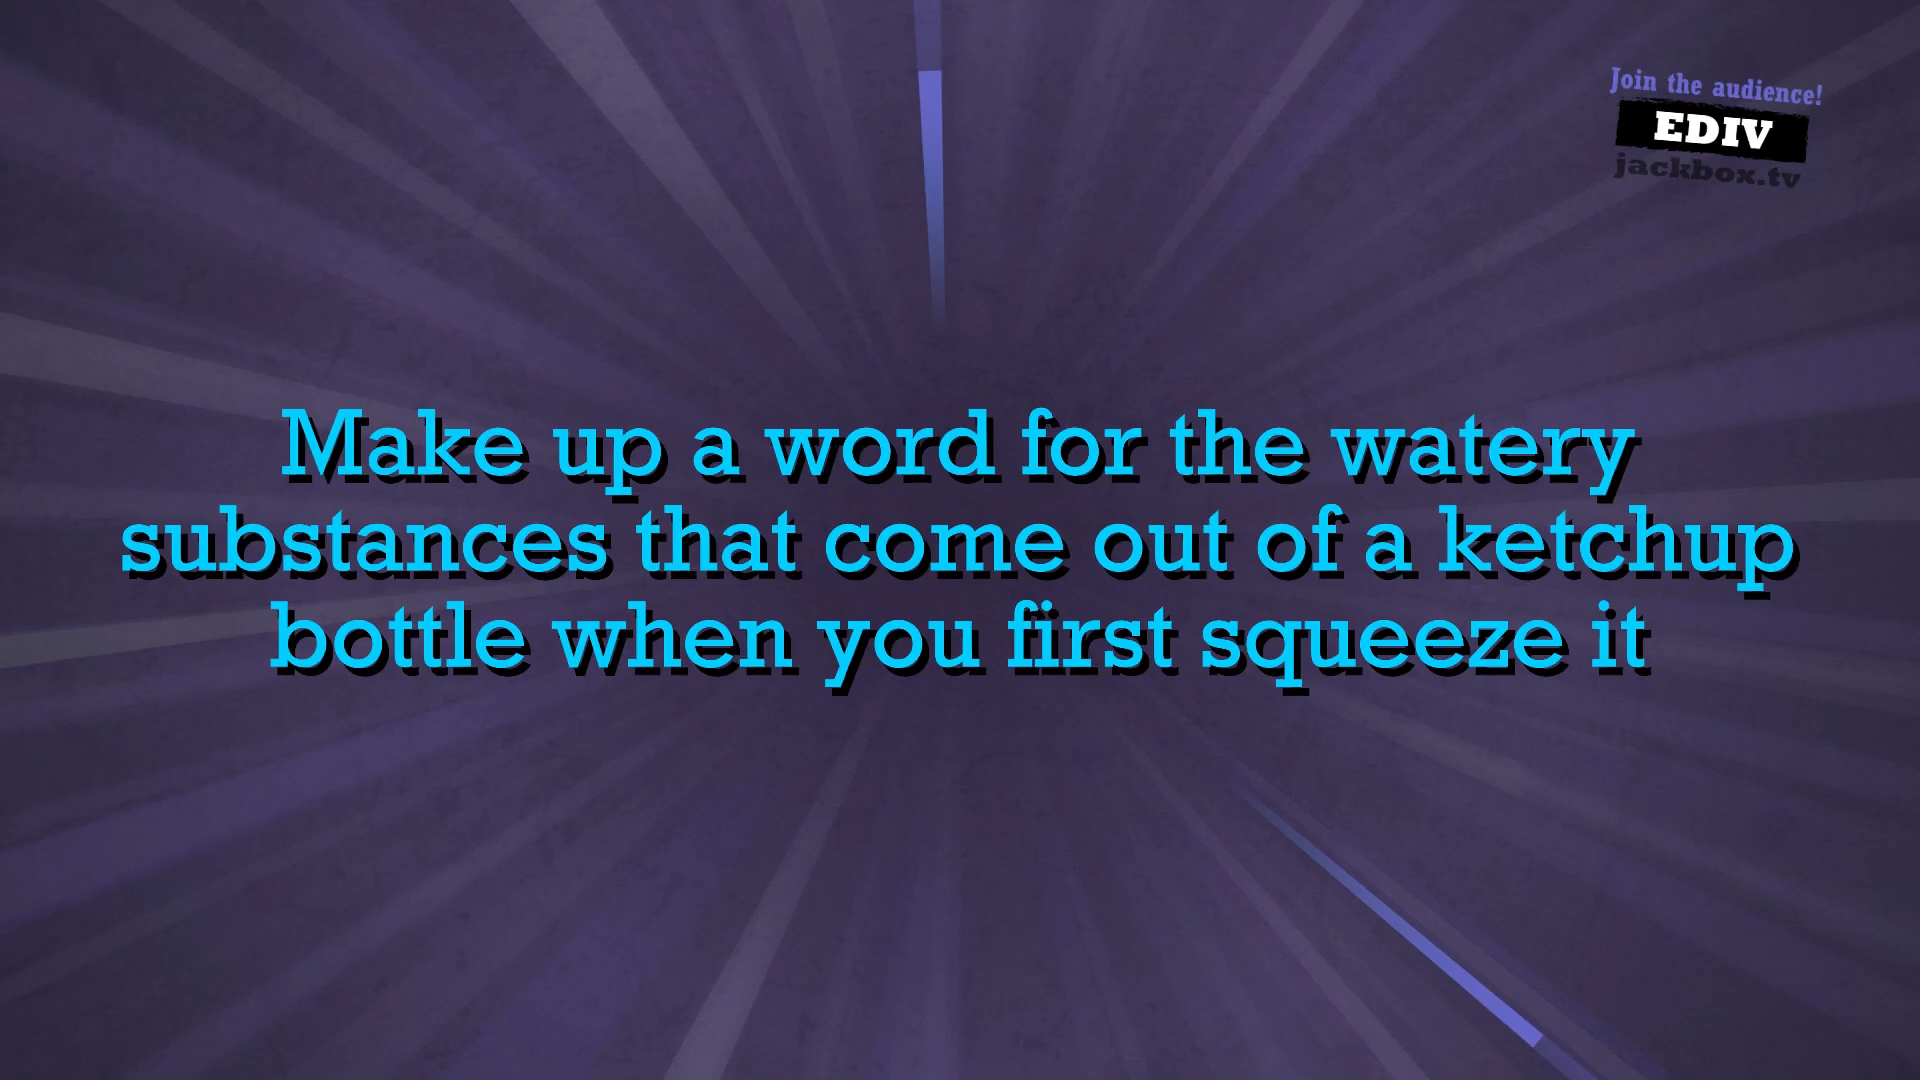 Join the audience!
EDIV
jackbox.tv
Make up a word for the watery
substances that come out of a ketchup
bottle when you first squeeze it